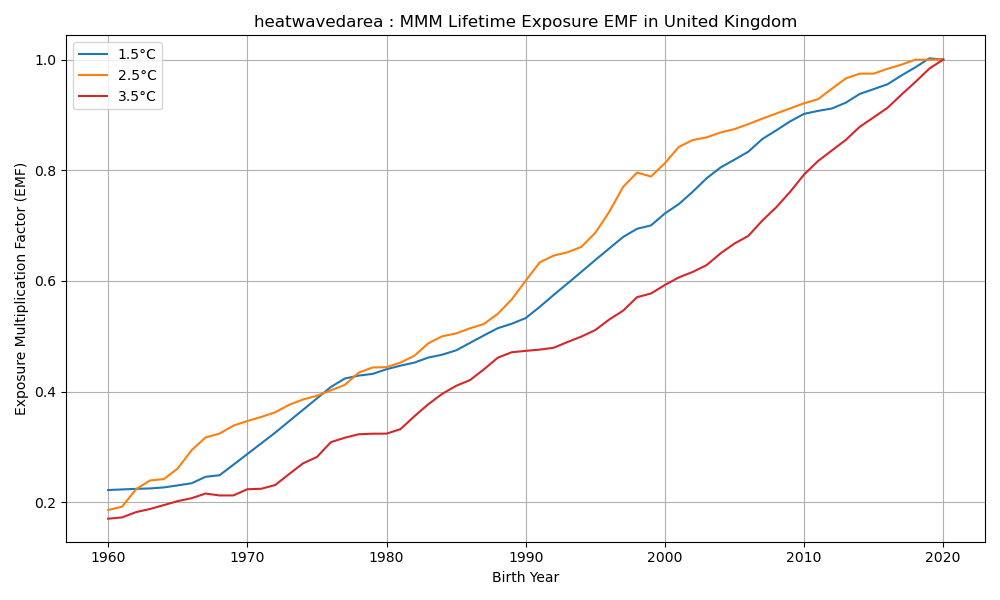 heatwavedarea : MMM Lifetime Exposure EMF in United Kingdom
1.5°C
2.5°C
3.5°C
Exposure Multiplication Factor (EMF)
1.0
0.8
0.6
0.4
0.2
1960 1970 1980 1990 2000 2010 2020
Birth Year